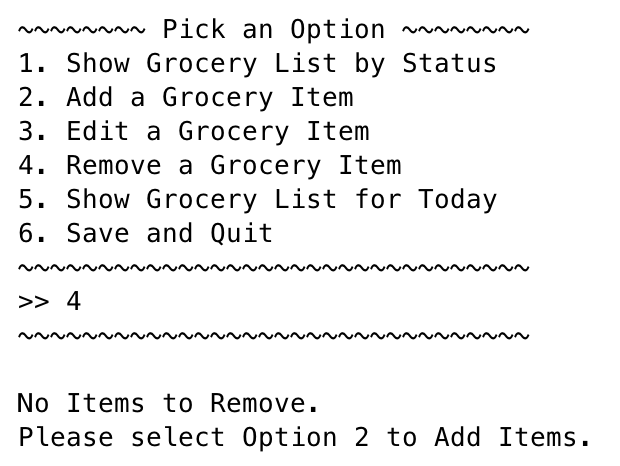 ~~~~~~~~ Pick an Option ~~~~~~~~
1. Show Grocery List by Status
2. Add a Grocery Item
3. Edit a Grocery Item
4. Remove a Grocery Item
5. Show Grocery List for Today
6. Save and Quit
~~~~~~~~~~~~~~~~~~~~~~~~~~~~~~~~
>> 4
~~~~~~~~~~~~~~~~~~~~~~~~~~~~~~~~
No Items to Remove.
Please select Option 2 to Add Items.